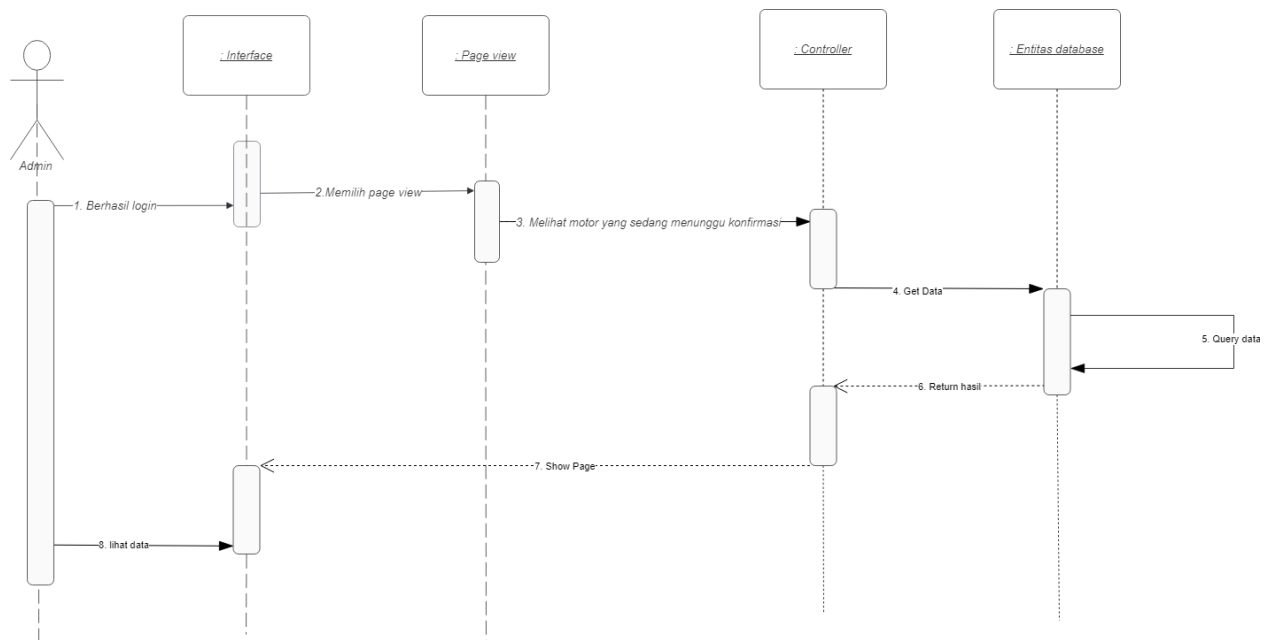 : Interface
: Page view
: Controller
: Entitas database
Admin
1. Berhasil login
2.Memilih page view
3. Melihat motor yang sedang menunggu konfirmasi
4. Get Data
5. Query data
6. Return hasil
7. Show Page
8. lihat data